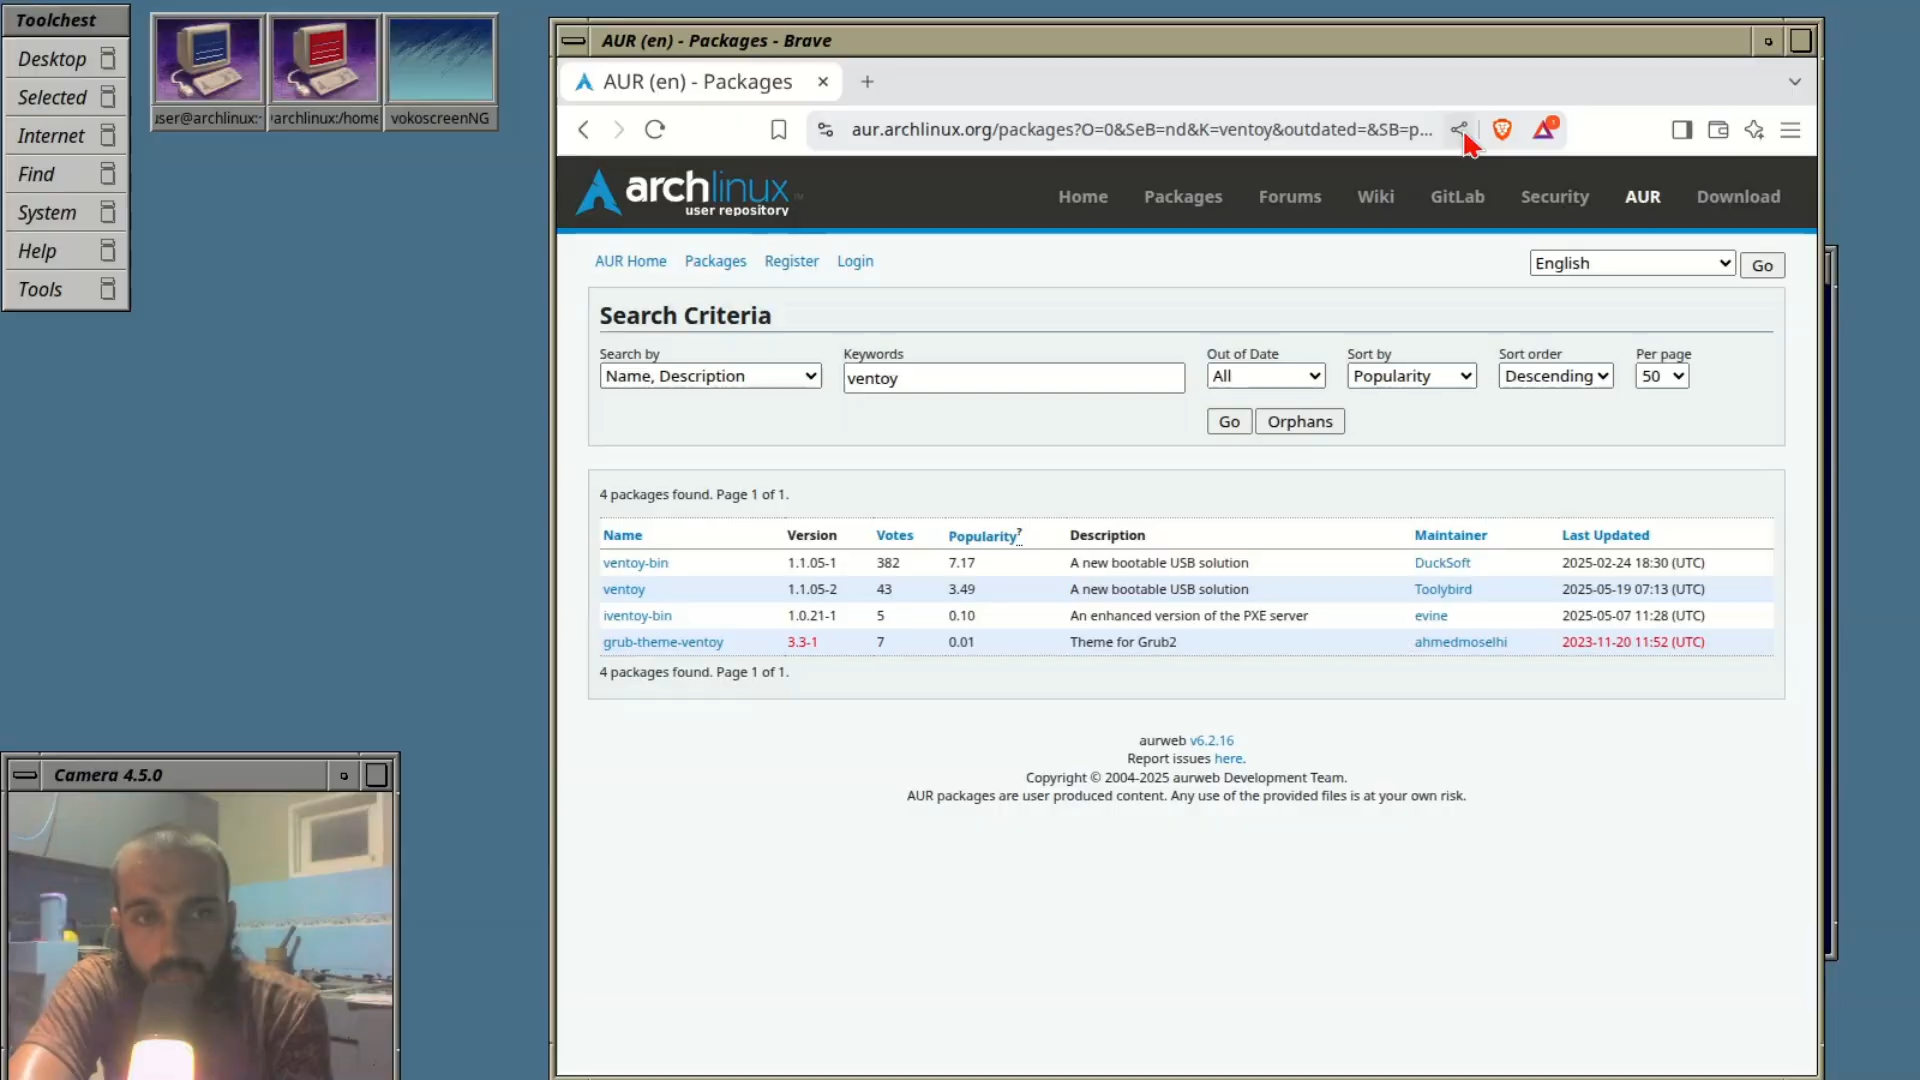 Toolchest
Desktop
Selected
Internet
Find
System
Help
Tools
archlinux:/home
vokoscreenNG
AUR (en) - Packages - Brave
AUR (en) - Packages
aur.archlinux.org/packages?O=0&SeB=nd&K=ventoy&outdated=&SB=p...
archlinux
user repository
Home Packages Forums Wiki GitLab Security AUR Download
AUR Home Packages Register Login
English Go
Search Criteria
Search by Keywords Out of Date Sort by Sort order Per page
Name, Description ventoy All Popularity Descending 50
Go Orphans
4 packages found. Page 1 of 1.
Name Version Votes Popularity? Description Maintainer Last Updated
ventoy-bin 1.1.05-1 382 7.17 A new bootable USB solution DuckSoft 2025-02-24 18:30 (UTC)
ventoy 1.1.05-2 43 3.49 A new bootable USB solution Toolybird 2025-05-19 07:13 (UTC)
iventoy-bin 1.0.21-1 5 0.10 An enhanced version of the PXE server evine 2025-05-07 11:28 (UTC)
grub-theme-ventoy 3.3-1 7 0.01 Theme for Grub2 ahmedmoselhi 2023-11-20 11:52 (UTC)
4 packages found. Page 1 of 1.
aurweb v6.2.16
Report issues here.
Copyright © 2004-2025 aurweb Development Team.
AUR packages are user produced content. Any use of the provided files is at your own risk.
Camera 4.5.0